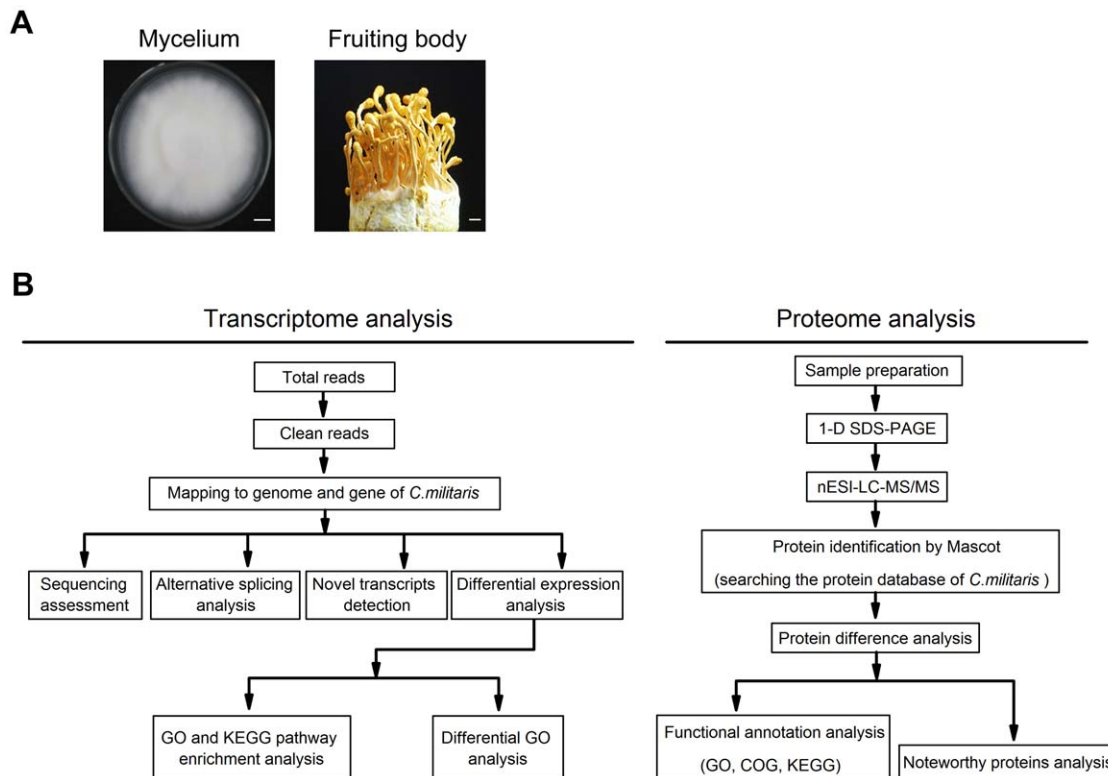 A
Mycelium
Fruiting body
B
Transcriptome analysis
Total reads
Clean reads
Mapping to genome and gene of C.militaris
Sequencing
assessment
Alternative splicing
analysis
Novel transcripts
detection
Differential expression
analysis
GO and KEGG pathway
enrichment analysis
Differential GO
analysis
Proteome analysis
Sample preparation
1-D SDS-PAGE
nESI-LC-MS/MS
Protein identification by Mascot
(searching the protein database of C.militaris )
Protein difference analysis
Functional annotation analysis
(GO, COG, KEGG)
Noteworthy proteins analysis